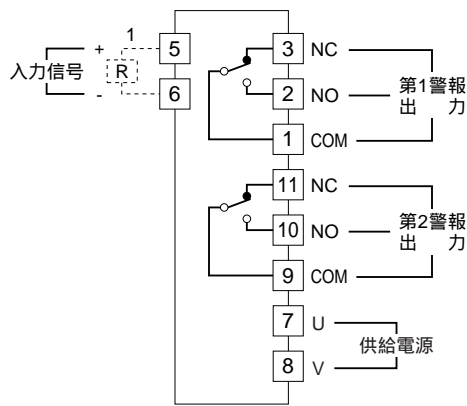 入力信号
+
1
R
-
5
6
3 NC
2 NO
1 COM
第1警報
出 力
11 NC
10 NO
9 COM
第2警報
出 力
7 U
8 V
供給電源